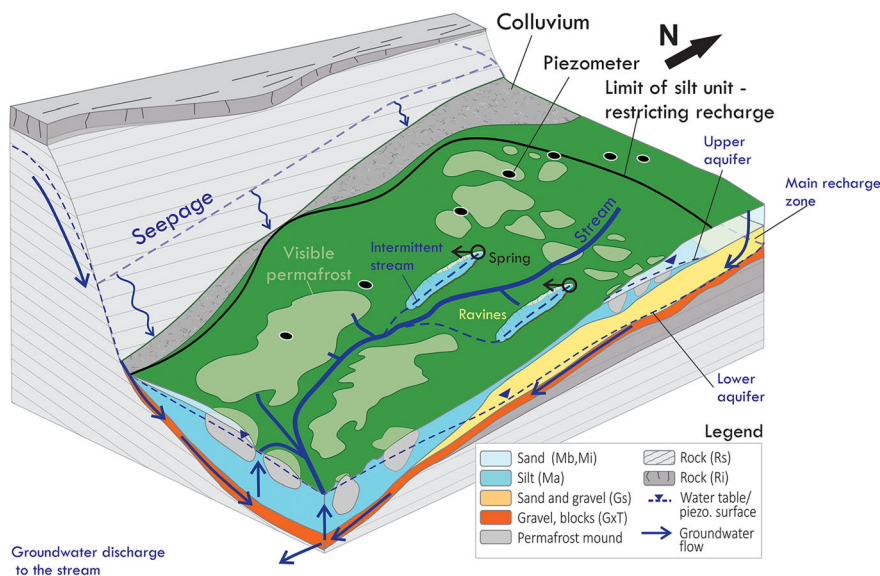 Colluvium
N
Piezometer
Limit of silt unit -
restricting recharge
Upper
aquifer
Main recharge
zone
Seepage
Stream
Intermittent
stream
Spring
Visible
permafrost
Ravines
Lower
aquifer
Legend
Sand (Mb,Mi)
Silt (Ma)
Sand and gravel (Gs)
Gravel, blocks (GxT)
Permafrost mound
Rock (Rs)
Rock (Ri)
Water table/
piezo. surface
Groundwater
flow
Groundwater discharge
to the stream